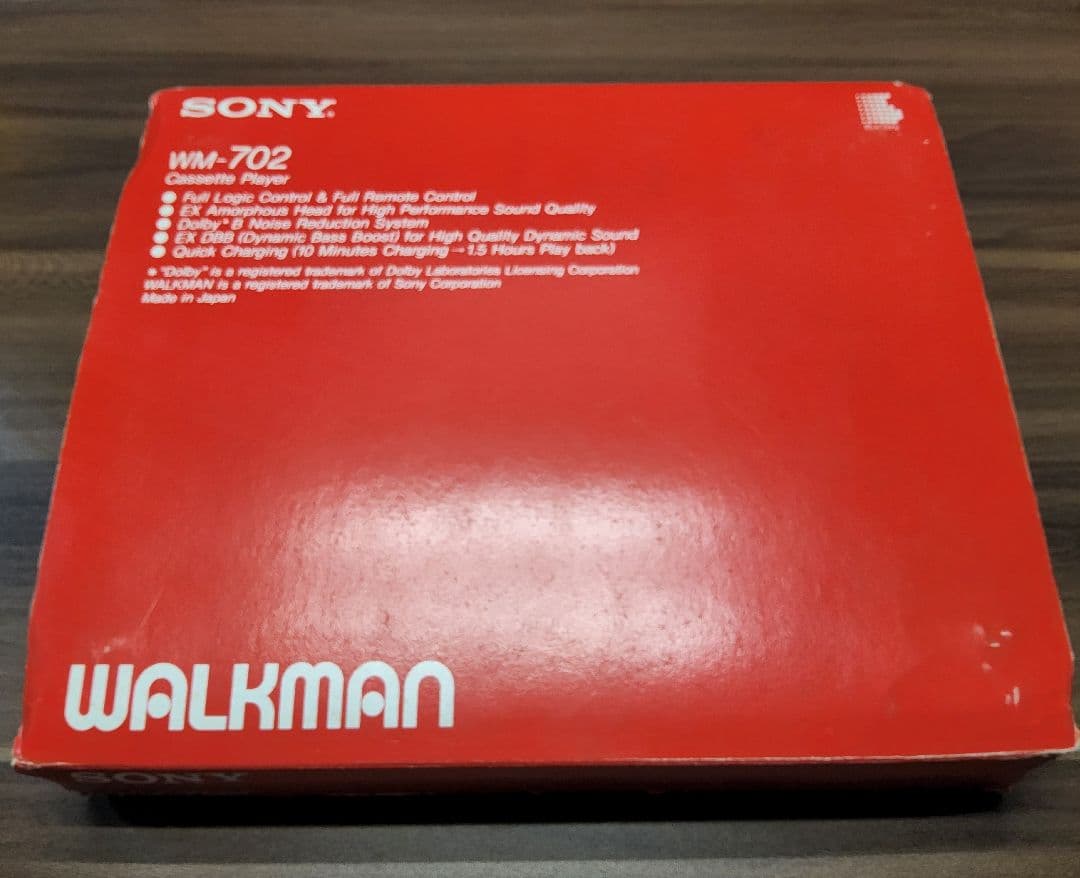 SONY®
WM-702
Cassette Player
● Full Logic Control & Full Remote Control
● EX Amorphous Head for High Performance Sound Quality
● Dolby* B Noise Reduction System
● EX DBB (Dynamic Bass Boost) for High Quality Dynamic Sound
● Quick Charging (10 Minutes Charging → 1.5 Hours Play back)
* "Dolby" is a registered trademark of Dolby Laboratories Licensing Corporation
WALKMAN is a registered trademark of Sony Corporation
Made in Japan
WALKMAN
SONY